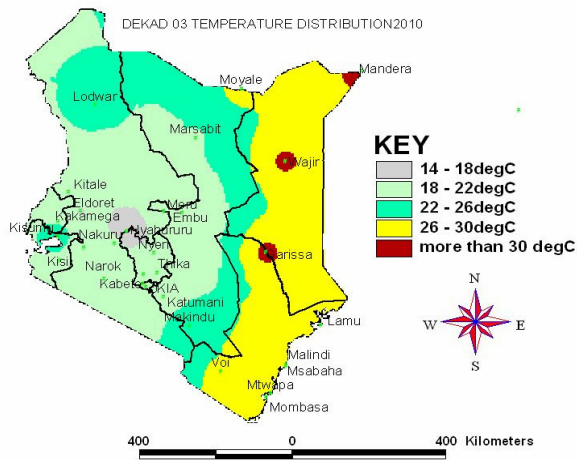 DEKAD 03 TEMPERATURE DISTRIBUTION2010
Mandera
Moyale
Lodwar
Marsabit
KEY
14 - 18degC
18 - 22degC
22 - 26degC
26 - 30degC
more than 30 degC
Wajir
Kitale
Eldoret
Kakamega
Meru
Embu
Kisumu
Nyahururu
Nakuru
Nyeri
Kisii
Garissa
Narok
Thika
Kabete
JKIA
Katumani
Makindu
Lamu
Voi
Malindi
Msabaha
Mtwapa
Mombasa
N
W
E
S
400 0 400 Kilometers